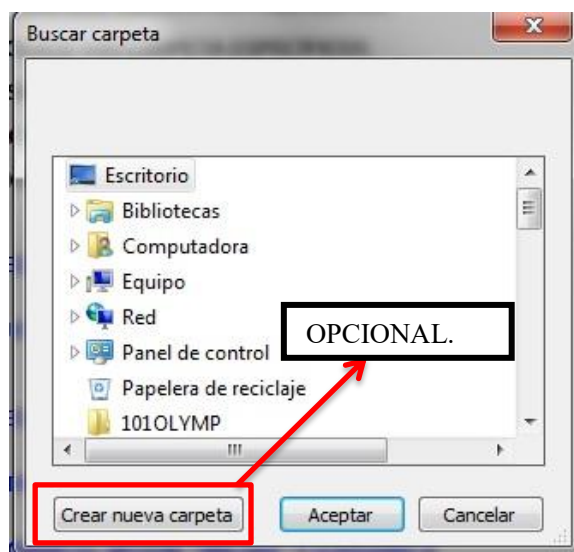 Buscar carpeta
Escritorio
Bibliotecas
Computadora
Equipo
Red
OPCIONAL.
Panel de control
Papelera de reciclaje
101OLYMP
Crear nueva carpeta
Aceptar
Cancelar